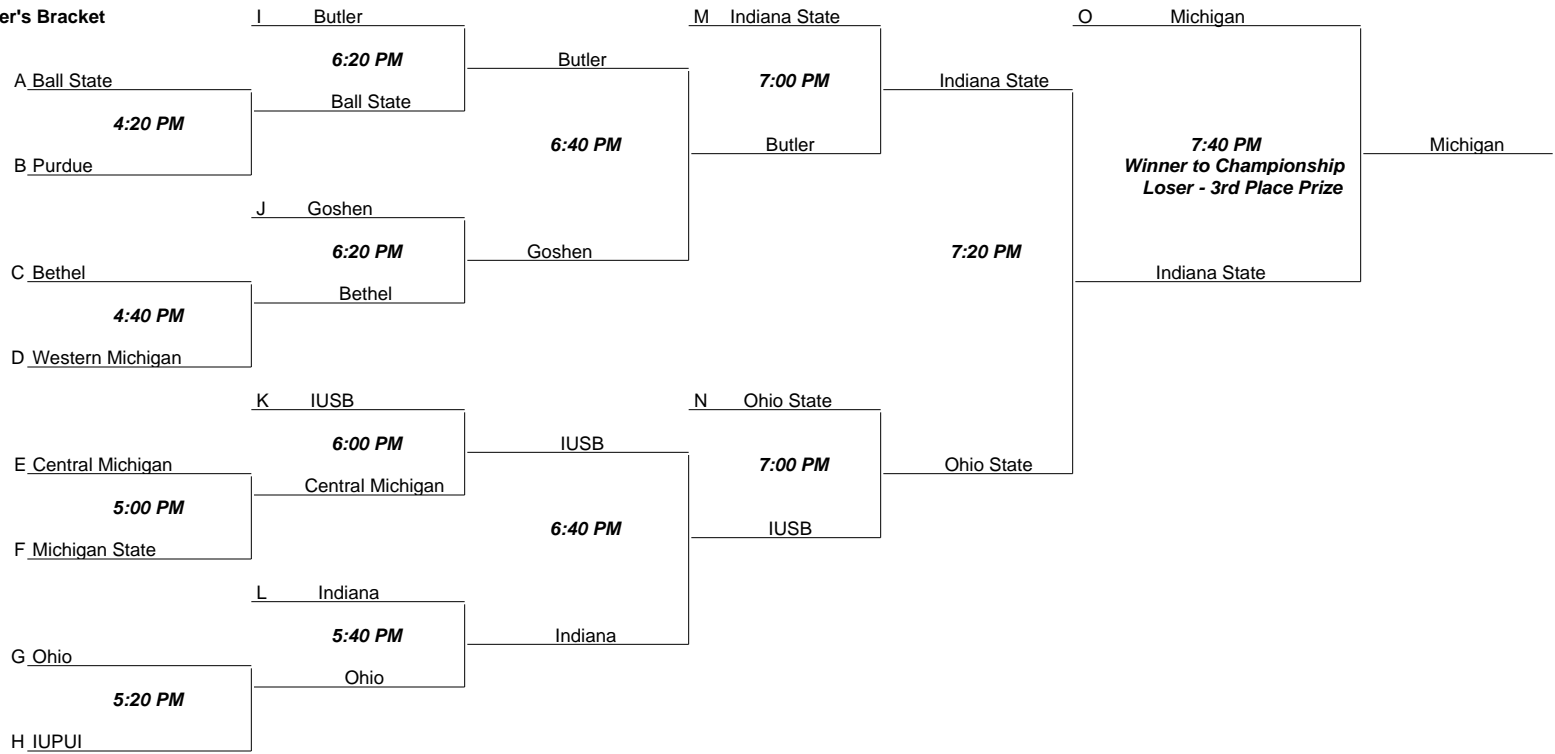 er's Bracket
I Butler
M Indiana State
O Michigan
6:20 PM
Butler
A Ball State
7:00 PM
Indiana State
Ball State
4:20 PM
6:40 PM
Butler
7:40 PM
Michigan
Winner to Championship
B Purdue
Loser - 3rd Place Prize
J Goshen
6:20 PM
Goshen
7:20 PM
C Bethel
Indiana State
Bethel
4:40 PM
D Western Michigan
K IUSB
N Ohio State
6:00 PM
IUSB
E Central Michigan
7:00 PM
Ohio State
Central Michigan
5:00 PM
6:40 PM
IUSB
F Michigan State
L Indiana
5:40 PM
Indiana
G Ohio
Ohio
5:20 PM
H IUPUI